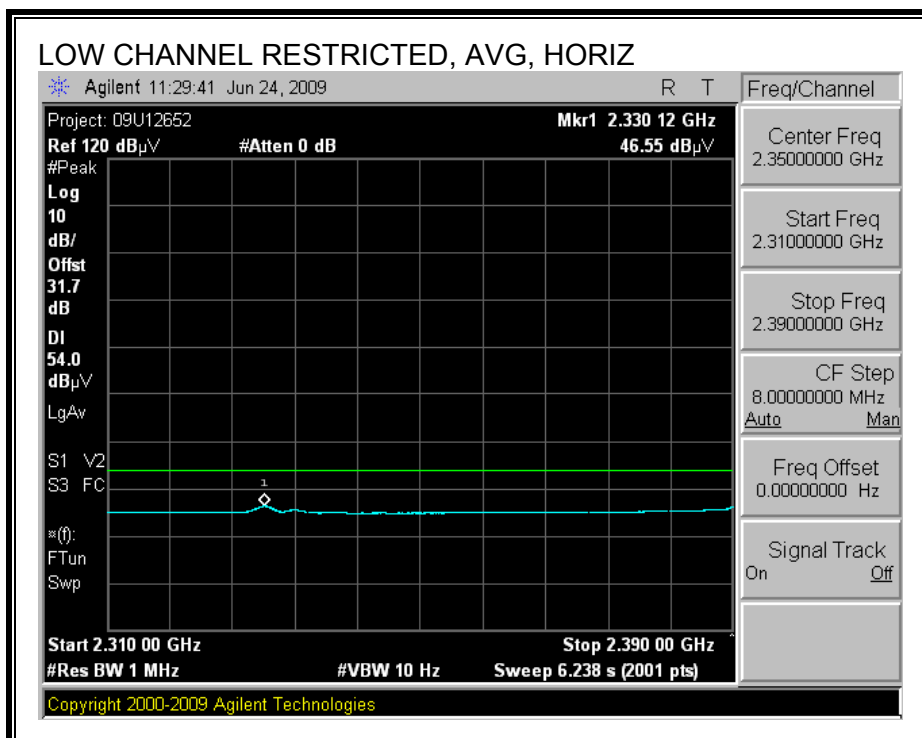 LOW CHANNEL RESTRICTED, AVG, HORIZ
Agilent 11:29:41 Jun 24, 2009 R T
Project: 09U12652 Mkr1 2.330 12 GHz
Ref 120 dBµV #Atten 0 dB 46.55 dBµV
#Peak
Log
10
dB/
Offst
31.7
dB
DI
54.0
dBµV
LgAv
S1 V2
S3 FC
1
¤(f):
FTun
Swp
Start 2.310 00 GHz Stop 2.390 00 GHz
#Res BW 1 MHz #VBW 10 Hz Sweep 6.238 s (2001 pts)
Copyright 2000-2009 Agilent Technologies
Freq/Channel
Center Freq
2.35000000 GHz
Start Freq
2.31000000 GHz
Stop Freq
2.39000000 GHz
CF Step
8.00000000 MHz
Auto Man
Freq Offset
0.00000000 Hz
Signal Track
On Off